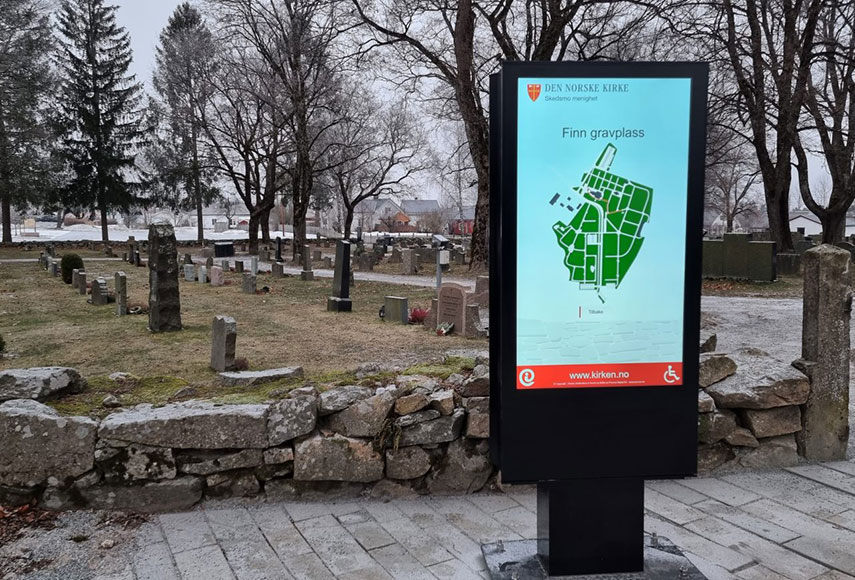 DEN NORSKE KIRKE
Skedsmo menighet
Finn gravplass
Tilbake
www.kirken.no